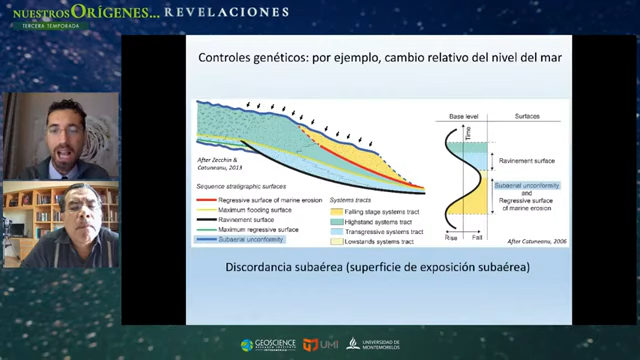 NUESTROS ORÍGENES... REVELACIONES
TERCERA TEMPORADA
Controles genéticos: por ejemplo, cambio relativo del nivel del mar
After Zecchin &
Catuneanu, 2013
Sequence stratigraphic surfaces
Regressive surface of marine erosion
Maximum flooding surface
Ravinement surface
Maximum regressive surface
Subaerial unconformity
Systems tracts
Falling stage systems tract
Highstand systems tract
Transgressive systems tract
Lowstands systems tract
Base level
Surfaces
Time
Ravinement surface
Subaerial unconformity
and
Regressive surface
of marine erosion
Rise
Fall
After Catuneanu, 2006
Discordancia subaérea (superficie de exposición subaérea)
GEOSCIENCE
RESEARCH INSTITUTE
UMI
UNIVERSIDAD
DE MONTEMORELOS